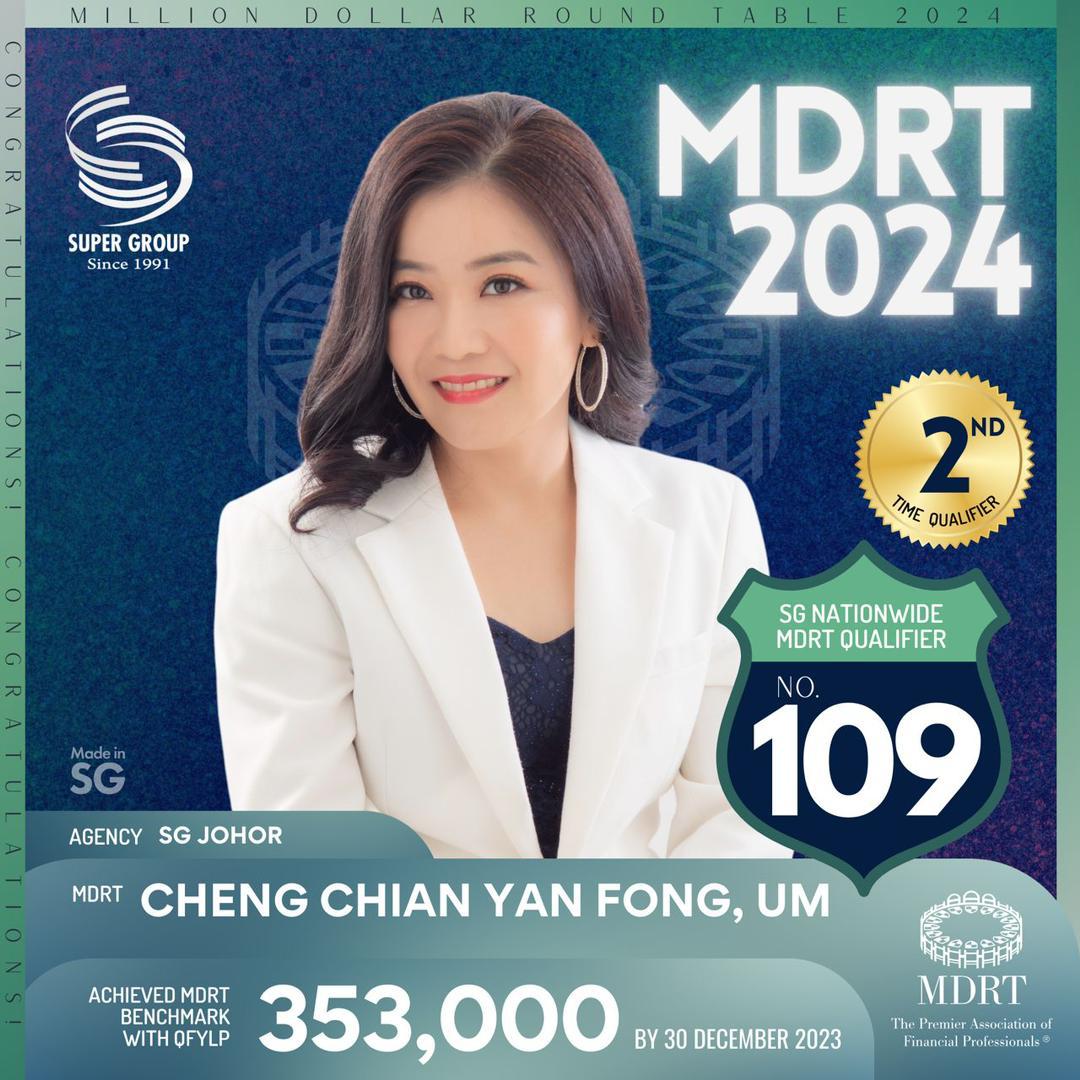 MILLION DOLLAR ROUND TABLE 2024
CONGRATULATIONS! CONGRATULATIONS!
SUPER GROUP
Since 1991
MDRT
2024
2ND
TIME QUALIFIER
SG NATIONWIDE
MDRT QUALIFIER
NO.
109
Made in
SG
AGENCY SG JOHOR
MDRT CHENG CHIAN YAN FONG, UM
ACHIEVED MDRT
BENCHMARK
WITH QFYLP
353,000 BY 30 DECEMBER 2023
MDRT
The Premier Association of
Financial Professionals ®